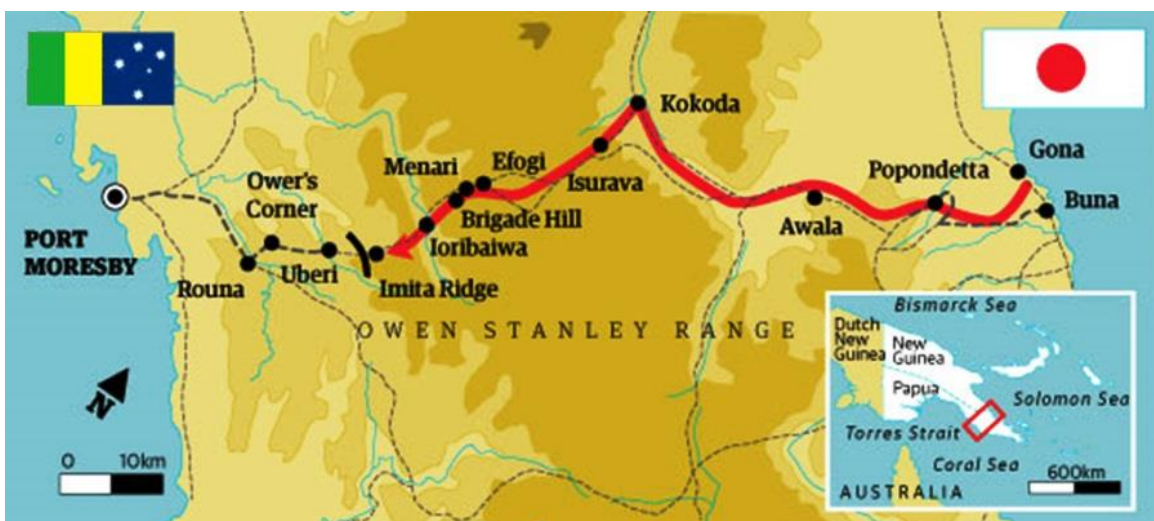 Kokoda
Gona
Menari
Efogi
Popondetta
Ower's
Corner
Isurava
Buna
Brigade Hill
Awala
PORT
MORESBY
Ioribaiwa
Rouna
Uberi
Imita Ridge
OWEN STANLEY RANGE
N
0 10km
Bismarck Sea
Dutch
New
Guinea
New
Guinea
Papua
Solomon Sea
Torres Strait
Coral Sea
600km
AUSTRALIA